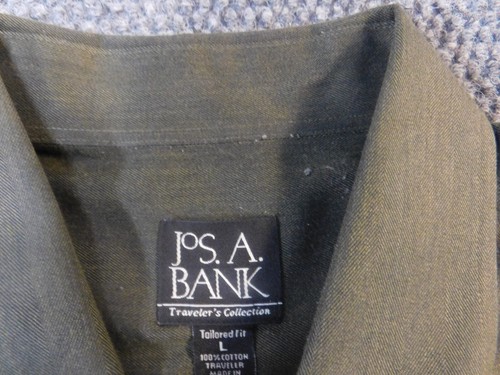 JOS. A.
BANK
Traveler's Collection
Tailored Fit
L
100% COTTON
TRAVELER
MADE IN